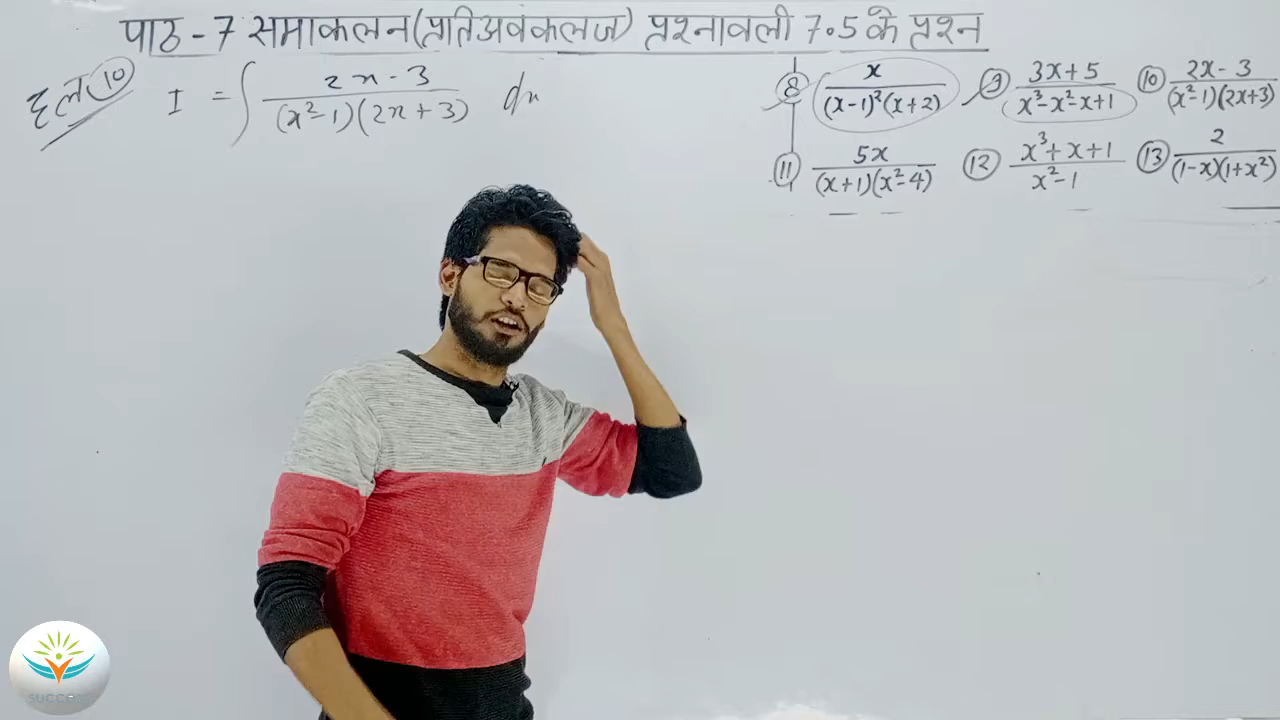 पाठ - 7 समाकलन (प्रतिअवकलज) प्रश्नावली 7.5 के प्रश्न
हल 10 I = ∫ (2x - 3)/((x²-1)(2x + 3)) dx
8 x/((x-1)²(x+2)) 9 (3x+5)/(x³-x²-x+1) 10 (2x-3)/((x²-1)(2x+3))
11 5x/((x+1)(x²-4)) 12 (x³+x+1)/(x²-1) 13 2/((1-x)(1+x²))
SUCCESS